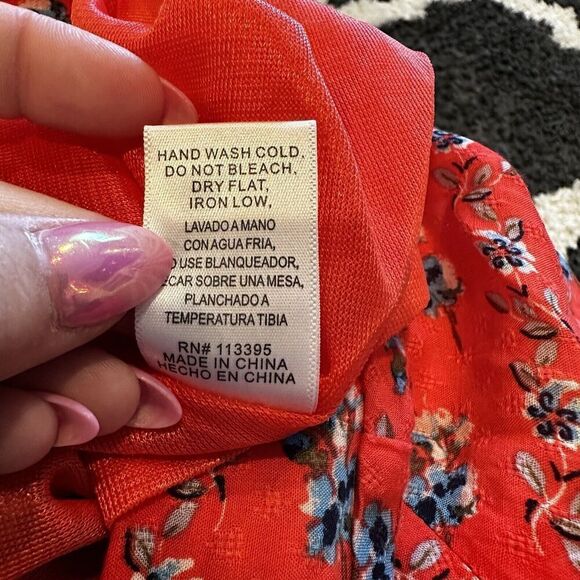 HAND WASH COLD,
DO NOT BLEACH,
DRY FLAT,
IRON LOW,
LAVADO A MANO
CON AGUA FRIA,
USE BLANQUEADOR,
SOBRE UNA MESA,
PLANCHADO A
TEMPERATURA TIBIA
RN# 113395
MADE IN CHINA
HECHO EN CHINA